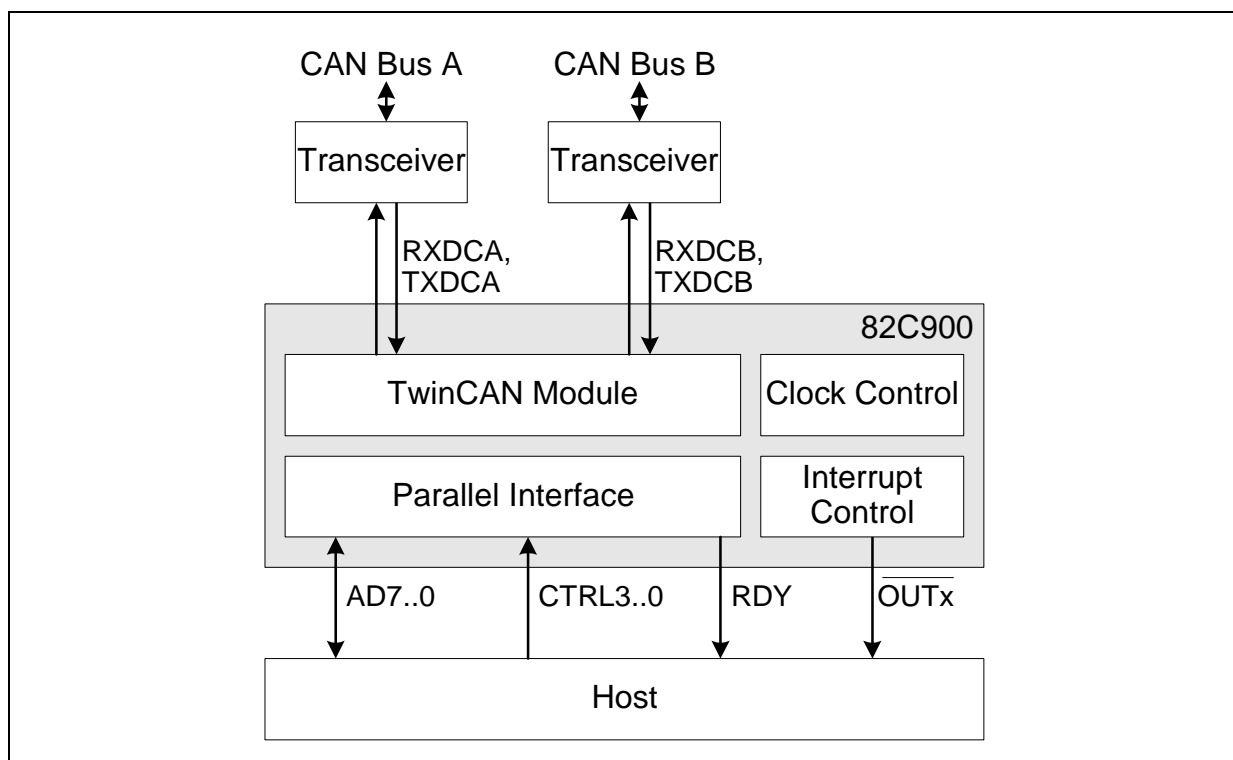 CAN Bus A
CAN Bus B
Transceiver
Transceiver
RXDCA,
TXDCA
RXDCB,
TXDCB
82C900
TwinCAN Module
Clock Control
Parallel Interface
Interrupt
Control
AD7..0
CTRL3..0
RDY
OUTx
Host